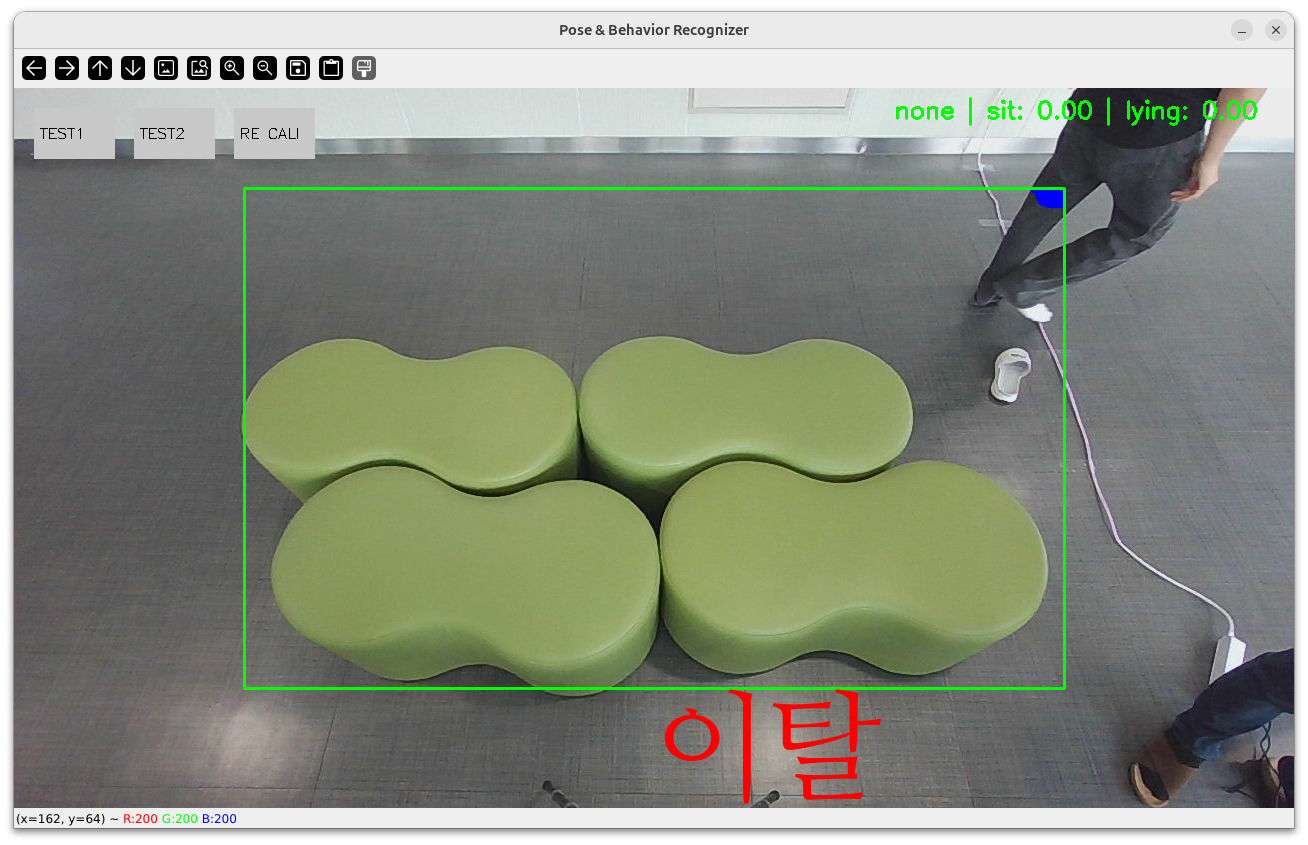 Pose & Behavior Recognizer
none | sit: 0.00 | lying: 0.00
TEST1
TEST2
RE CALI
이탈
(x=162, y=64) ~ R:200 G:200 B:200